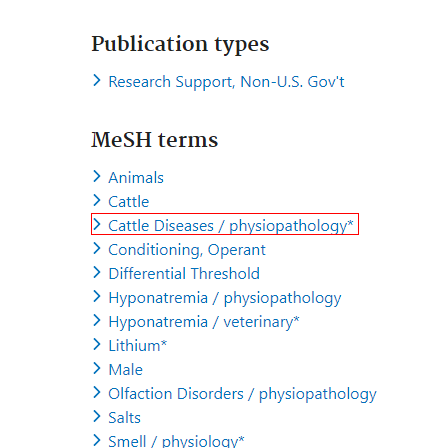 Publication types
Research Support, Non-U.S. Gov't
MeSH terms
Animals
Cattle
Cattle Diseases / physiopathology*
Conditioning, Operant
Differential Threshold
Hyponatremia / physiopathology
Hyponatremia / veterinary*
Lithium*
Male
Olfaction Disorders / physiopathology
Salts
Smell / physiology*